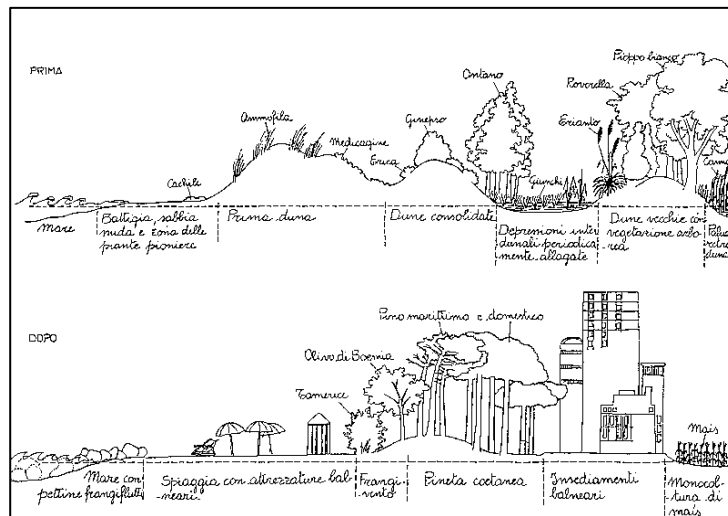 PRIMA
Ontano
Pioppo bianco
Roverella
Erianto
Ammofila
Ginepro
Medicagine
Erica
Cachile
Giunchi
mare
Battigia, sabbia
nuda e zona delle
piante pioniere
Prima duna
Dune consolidate
Depressioni inter
dunali periodica
mente allagate
Dune vecchie con
vegetazione arbo
rea
DOPO
Pino marittimo e domestico
Olivo di Boemia
Tamerice
Mais
Mare con
pettine frangiflutti
Spiaggia con attrezzature bal-
neari.
Frangi-
vento
Pineta coetanea
Insediamenti
balneari
Monocol-
tura di
mais